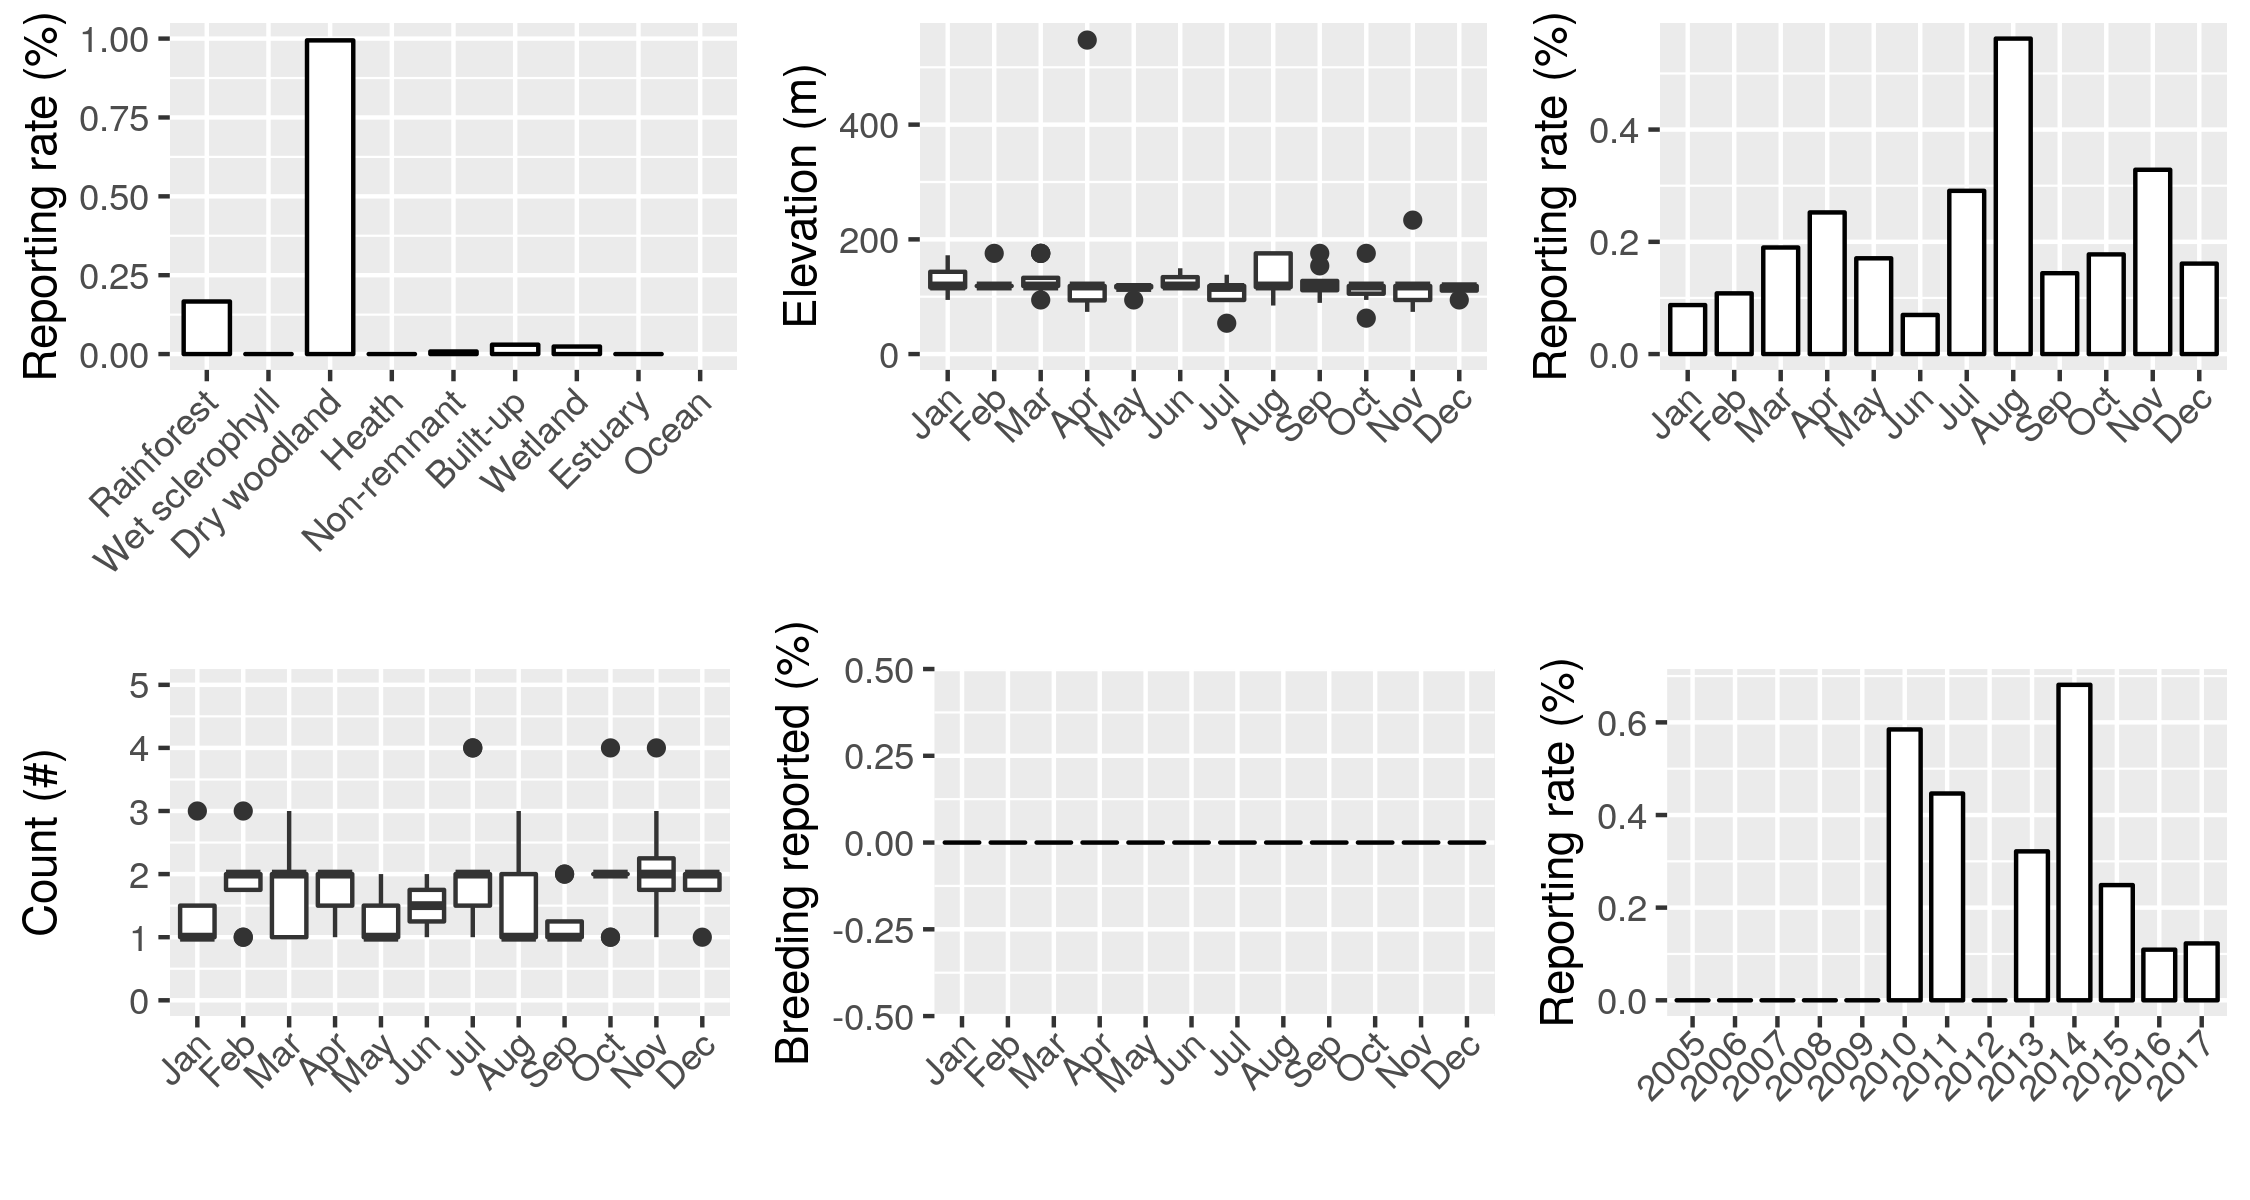 Reporting rate (%)
1.00
0.75
0.50
0.25
0.00
Rainforest
Wet sclerophyll
Dry woodland
Heath
Non-remnant
Built-up
Wetland
Estuary
Ocean
Elevation (m)
400
200
0
Jan
Feb
Mar
Apr
May
Jun
Jul
Aug
Sep
Oct
Nov
Dec
Reporting rate (%)
0.4
0.2
0.0
Jan
Feb
Mar
Apr
May
Jun
Jul
Aug
Sep
Oct
Nov
Dec
Count (#)
5
4
3
2
1
0
Jan
Feb
Mar
Apr
May
Jun
Jul
Aug
Sep
Oct
Nov
Dec
Breeding reported (%)
0.50
0.25
0.00
-0.25
-0.50
Jan
Feb
Mar
Apr
May
Jun
Jul
Aug
Sep
Oct
Nov
Dec
Reporting rate (%)
0.6
0.4
0.2
0.0
2005
2006
2007
2008
2009
2010
2011
2012
2013
2014
2015
2016
2017